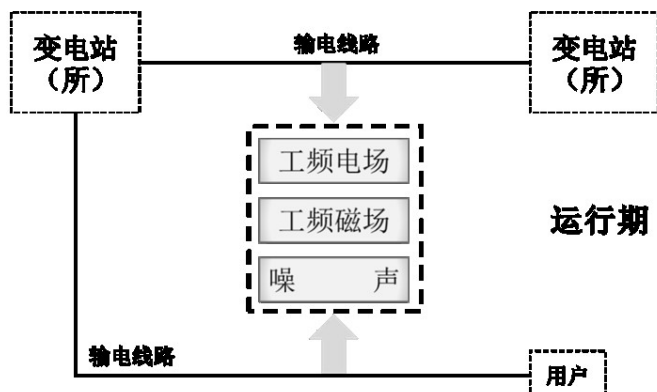 变电站
（所）
输电线路
变电站
（所）
工频电场
工频磁场
噪 声
运行期
输电线路
用户